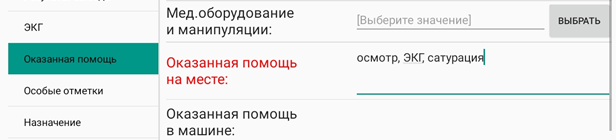 ЭКГ
Оказанная помощь
Особые отметки
Назначение
Мед.оборудование
и манипуляции:
[Выберите значение]
ВЫБРАТЬ
Оказанная помощь
на месте:
осмотр, ЭКГ, сатурация
Оказанная помощь
в машине: